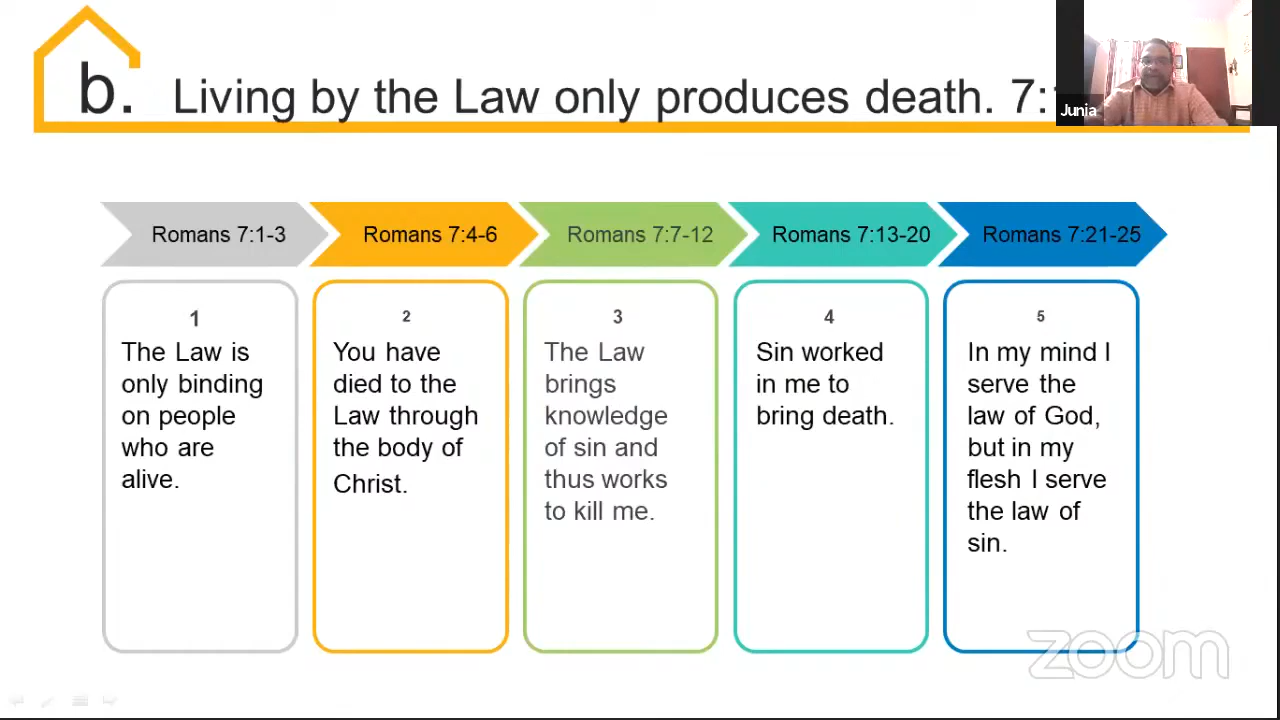 b. Living by the Law only produces death. 7:
Junia
Romans 7:1-3
Romans 7:4-6
Romans 7:7-12
Romans 7:13-20
Romans 7:21-25
1
The Law is
only binding
on people
who are
alive.
2
You have
died to the
Law through
the body of
Christ.
3
The Law
brings
knowledge
of sin and
thus works
to kill me.
4
Sin worked
in me to
bring death.
5
In my mind I
serve the
law of God,
but in my
flesh I serve
the law of
sin.
zoom